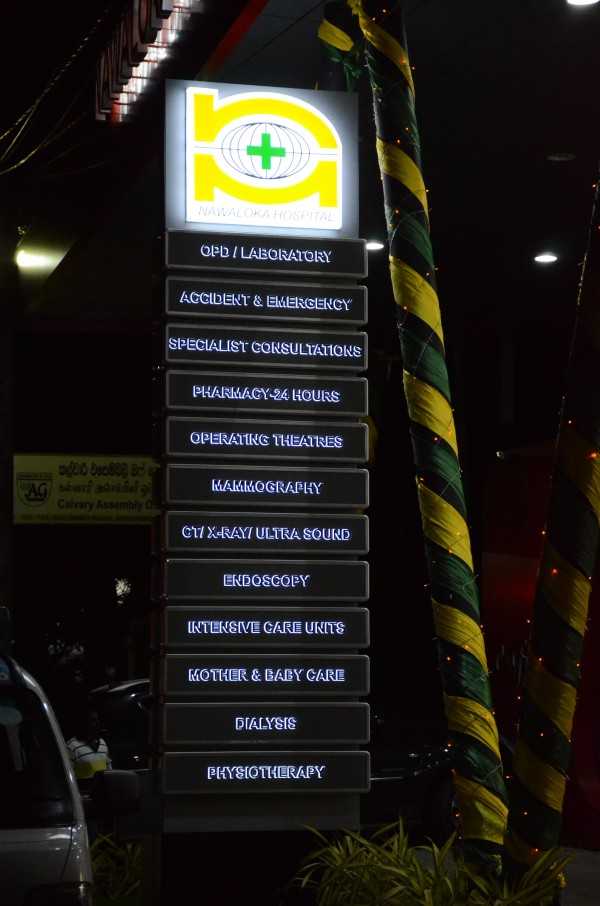 NAWALOKA HOSPITAL
OPD / LABORATORY
ACCIDENT & EMERGENCY
SPECIALIST CONSULTATIONS
PHARMACY-24 HOURS
OPERATING THEATRES
MAMMOGRAPHY
CT/ X-RAY/ ULTRA SOUND
ENDOSCOPY
INTENSIVE CARE UNITS
MOTHER & BABY CARE
DIALYSIS
PHYSIOTHERAPY
AG
Calvary Assembly